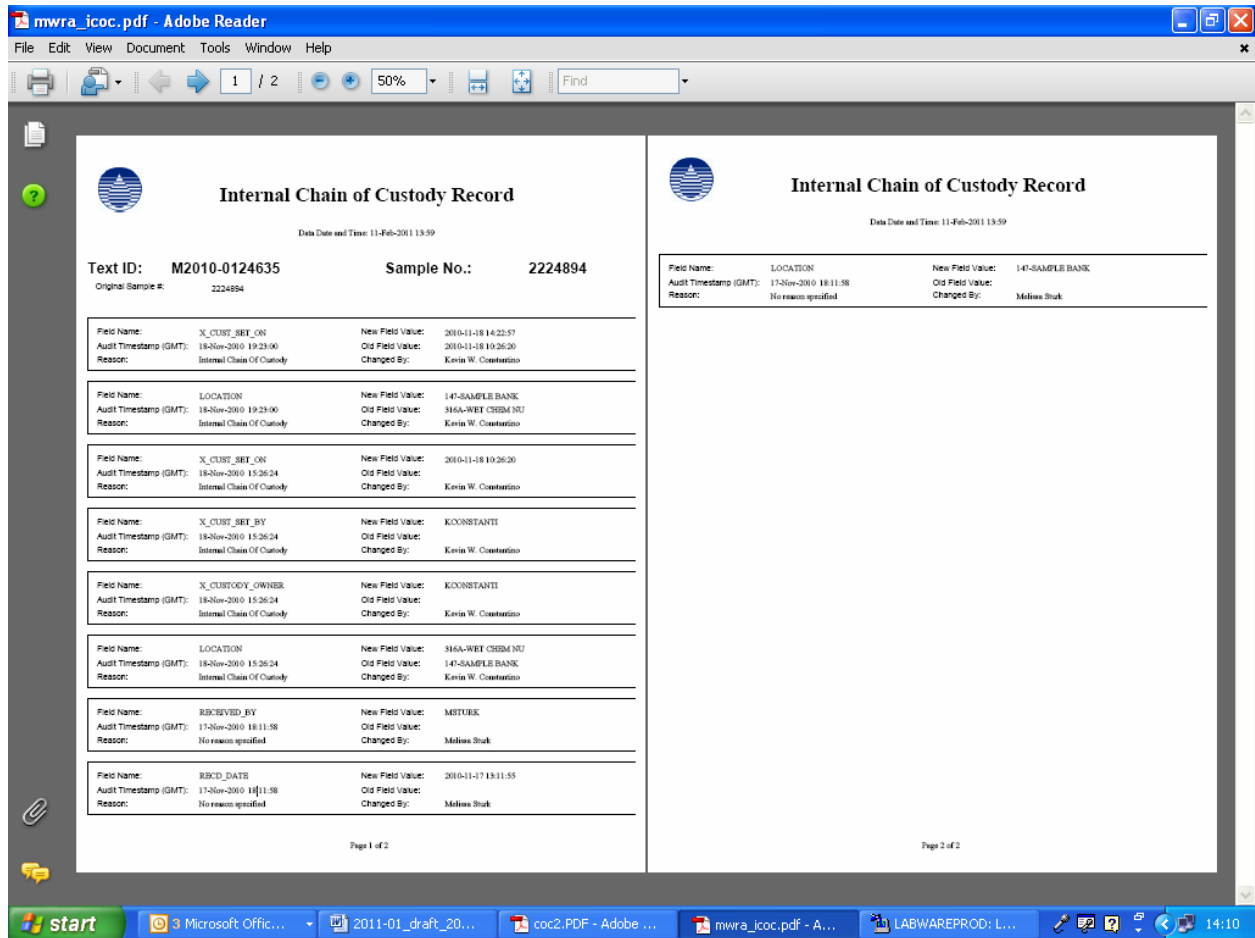 mwra_icoc.pdf - Adobe Reader
File Edit View Document Tools Window Help
1 / 2 50% Find
Internal Chain of Custody Record
Data Date and Time: 11-Feb-2011 13:59
Text ID: M2010-0124635 Sample No.: 2224894
Original Sample #: 2224894
Field Name: X_CUST_SET_ON New Field Value: 2010-11-18 14:22:57
Audit Timestamp (GMT): 18-Nov-2010 19:23:00 Old Field Value: 2010-11-18 10:26:20
Reason: Internal Chain Of Custody Changed By: Kevin W. Constantino
Field Name: LOCATION New Field Value: 147-SAMPLE BANK
Audit Timestamp (GMT): 18-Nov-2010 19:23:00 Old Field Value: 316A-WET CHEM NU
Reason: Internal Chain Of Custody Changed By: Kevin W. Constantino
Field Name: X_CUST_SET_ON New Field Value: 2010-11-18 10:26:20
Audit Timestamp (GMT): 18-Nov-2010 15:26:24 Old Field Value:
Reason: Internal Chain Of Custody Changed By: Kevin W. Constantino
Field Name: X_CUST_SET_BY New Field Value: KCONSTANTI
Audit Timestamp (GMT): 18-Nov-2010 15:26:24 Old Field Value:
Reason: Internal Chain Of Custody Changed By: Kevin W. Constantino
Field Name: X_CUSTODY_OWNER New Field Value: KCONSTANTI
Audit Timestamp (GMT): 18-Nov-2010 15:26:24 Old Field Value:
Reason: Internal Chain Of Custody Changed By: Kevin W. Constantino
Field Name: LOCATION New Field Value: 316A-WET CHEM NU
Audit Timestamp (GMT): 18-Nov-2010 15:26:24 Old Field Value: 147-SAMPLE BANK
Reason: Internal Chain Of Custody Changed By: Kevin W. Constantino
Field Name: RECEIVED_BY New Field Value: MSTURK
Audit Timestamp (GMT): 17-Nov-2010 18:11:58 Old Field Value:
Reason: No reason specified Changed By: Melissa Sturk
Field Name: RECD_DATE New Field Value: 2010-11-17 13:11:55
Audit Timestamp (GMT): 17-Nov-2010 18:11:58 Old Field Value:
Reason: No reason specified Changed By: Melissa Sturk
Page 1 of 2
Internal Chain of Custody Record
Data Date and Time: 11-Feb-2011 13:59
Field Name: LOCATION New Field Value: 147-SAMPLE BANK
Audit Timestamp (GMT): 17-Nov-2010 18:11:58 Old Field Value:
Reason: No reason specified Changed By: Melissa Sturk
Page 2 of 2
start 3 Microsoft Offic... 2011-01_draft_20... coc2.PDF - Adobe ... mwra_icoc.pdf - A... LABWAREPROD: L... 14:10